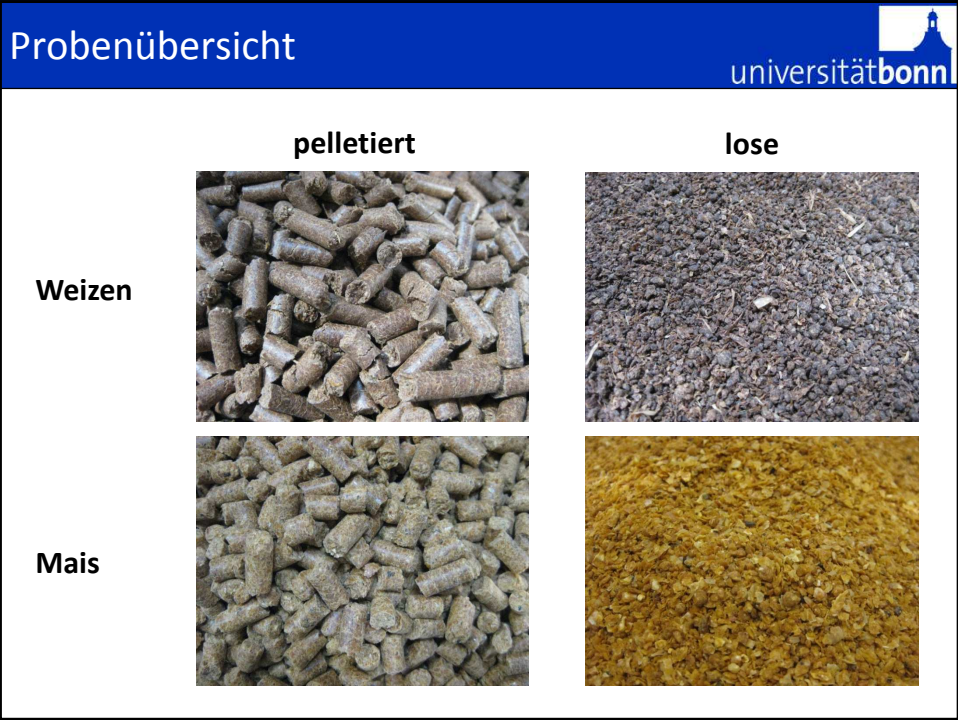 Probenübersicht
universitätbonn
pelletiert
lose
Weizen
Mais